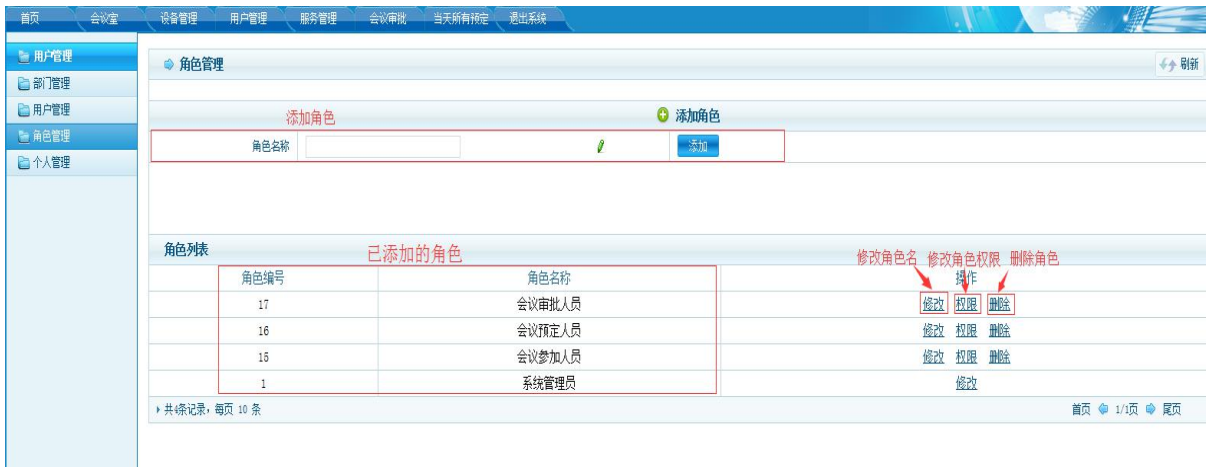 首页 会议室 设备管理 用户管理 服务管理 会议审批 当天所有预定 退出系统
用户管理
部门管理
用户管理
角色管理
个人管理
角色管理 刷新
添加角色 添加角色
角色名称 添加
角色列表 已添加的角色 修改角色名 修改角色权限 删除角色
角色编号 角色名称 操作
17 会议审批人员 修改 权限 删除
16 会议预定人员 修改 权限 删除
15 会议参加人员 修改 权限 删除
1 系统管理员 修改
共4条记录，每页 10 条 首页 1/1页 尾页